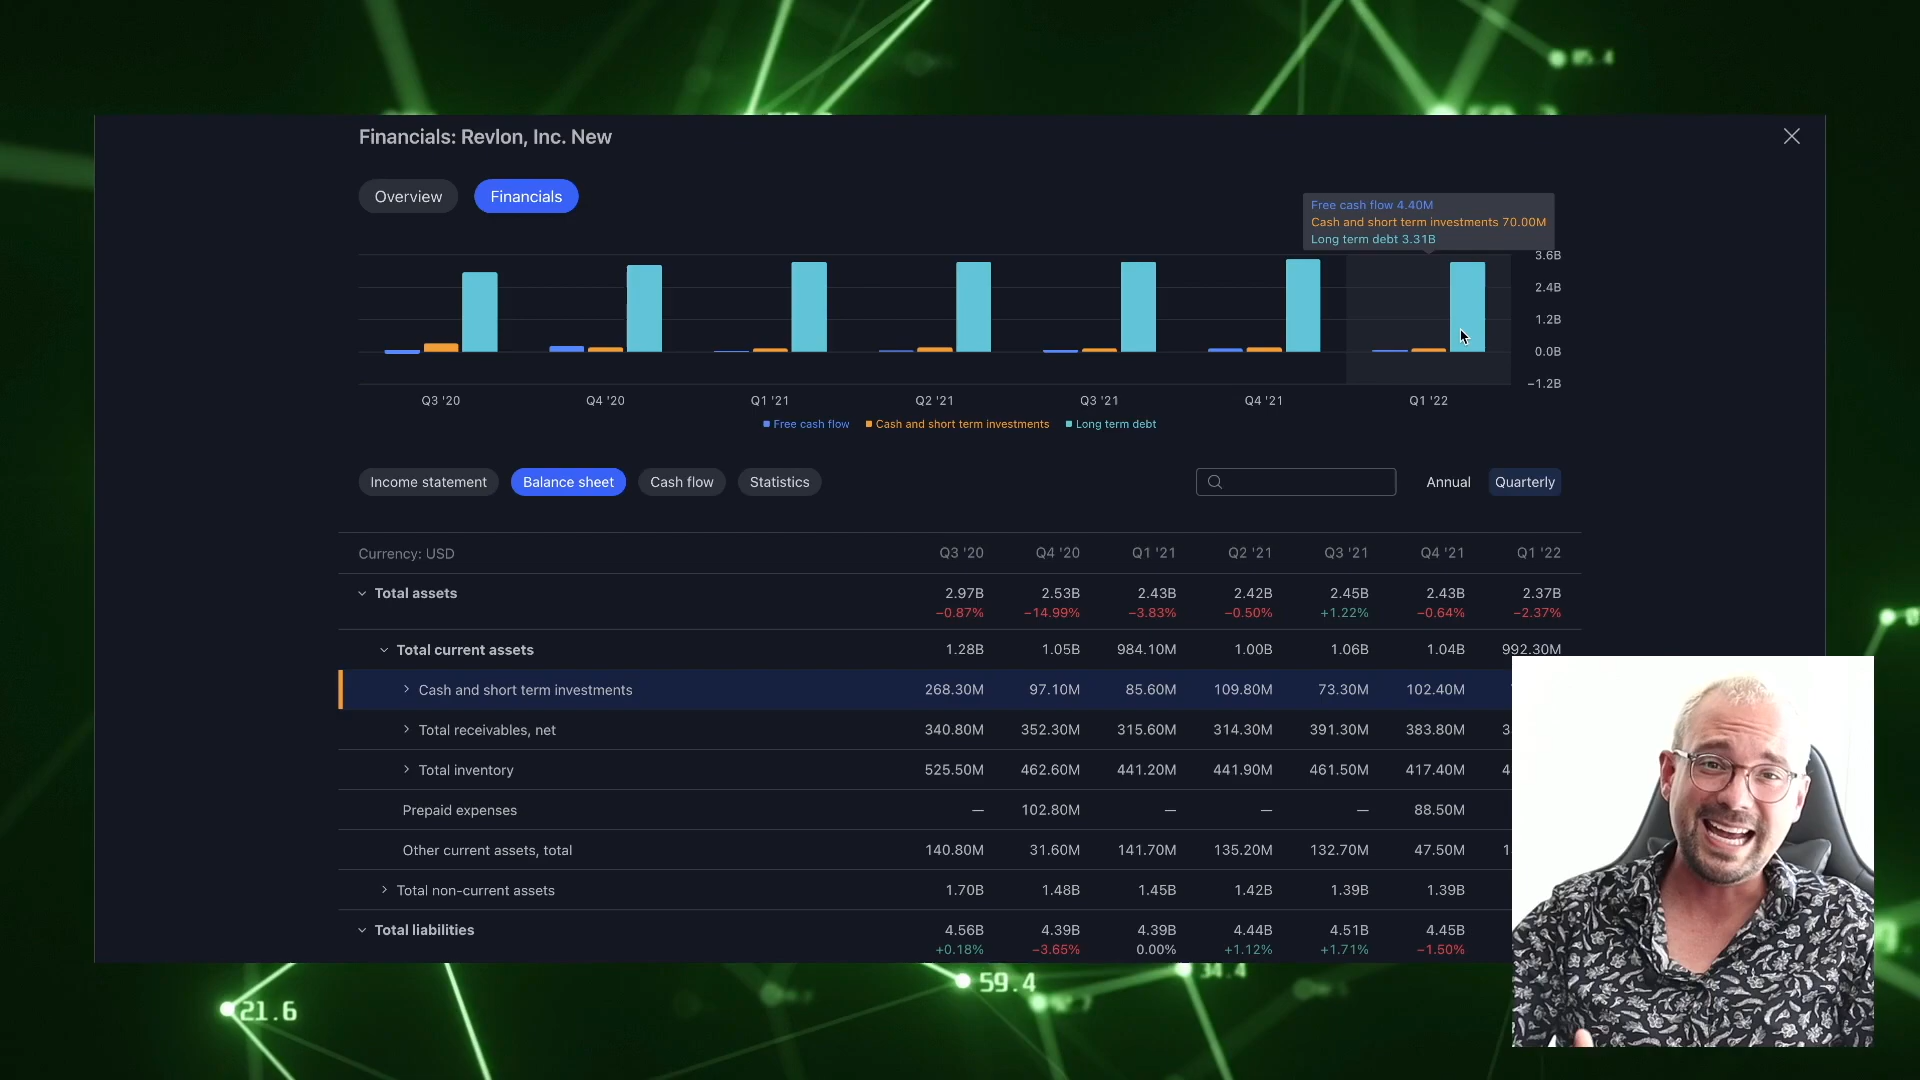 Financials: Revlon, Inc. New
Overview
Financials
Free cash flow 4.40M
Cash and short term investments 70.00M
Long term debt 3.31B
3.6B
2.4B
1.2B
0.0B
−1.2B
Q3 '20 Q4 '20 Q1 '21 Q2 '21 Q3 '21 Q4 '21 Q1 '22
Free cash flow Cash and short term investments Long term debt
Income statement Balance sheet Cash flow Statistics Annual Quarterly
Currency: USD Q3 '20 Q4 '20 Q1 '21 Q2 '21 Q3 '21 Q4 '21 Q1 '22
Total assets 2.97B 2.53B 2.43B 2.42B 2.45B 2.43B 2.37B
−0.87% −14.99% −3.83% −0.50% +1.22% −0.64% −2.37%
Total current assets 1.28B 1.05B 984.10M 1.00B 1.06B 1.04B 992.30M
Cash and short term investments 268.30M 97.10M 85.60M 109.80M 73.30M 102.40M
Total receivables, net 340.80M 352.30M 315.60M 314.30M 391.30M 383.80M 3
Total inventory 525.50M 462.60M 441.20M 441.90M 461.50M 417.40M 4
Prepaid expenses — 102.80M — — — 88.50M
Other current assets, total 140.80M 31.60M 141.70M 135.20M 132.70M 47.50M 1
Total non-current assets 1.70B 1.48B 1.45B 1.42B 1.39B 1.39B
Total liabilities 4.56B 4.39B 4.39B 4.44B 4.51B 4.45B
+0.18% −3.65% 0.00% +1.12% +1.71% −1.50%
34.4
59.4
21.6